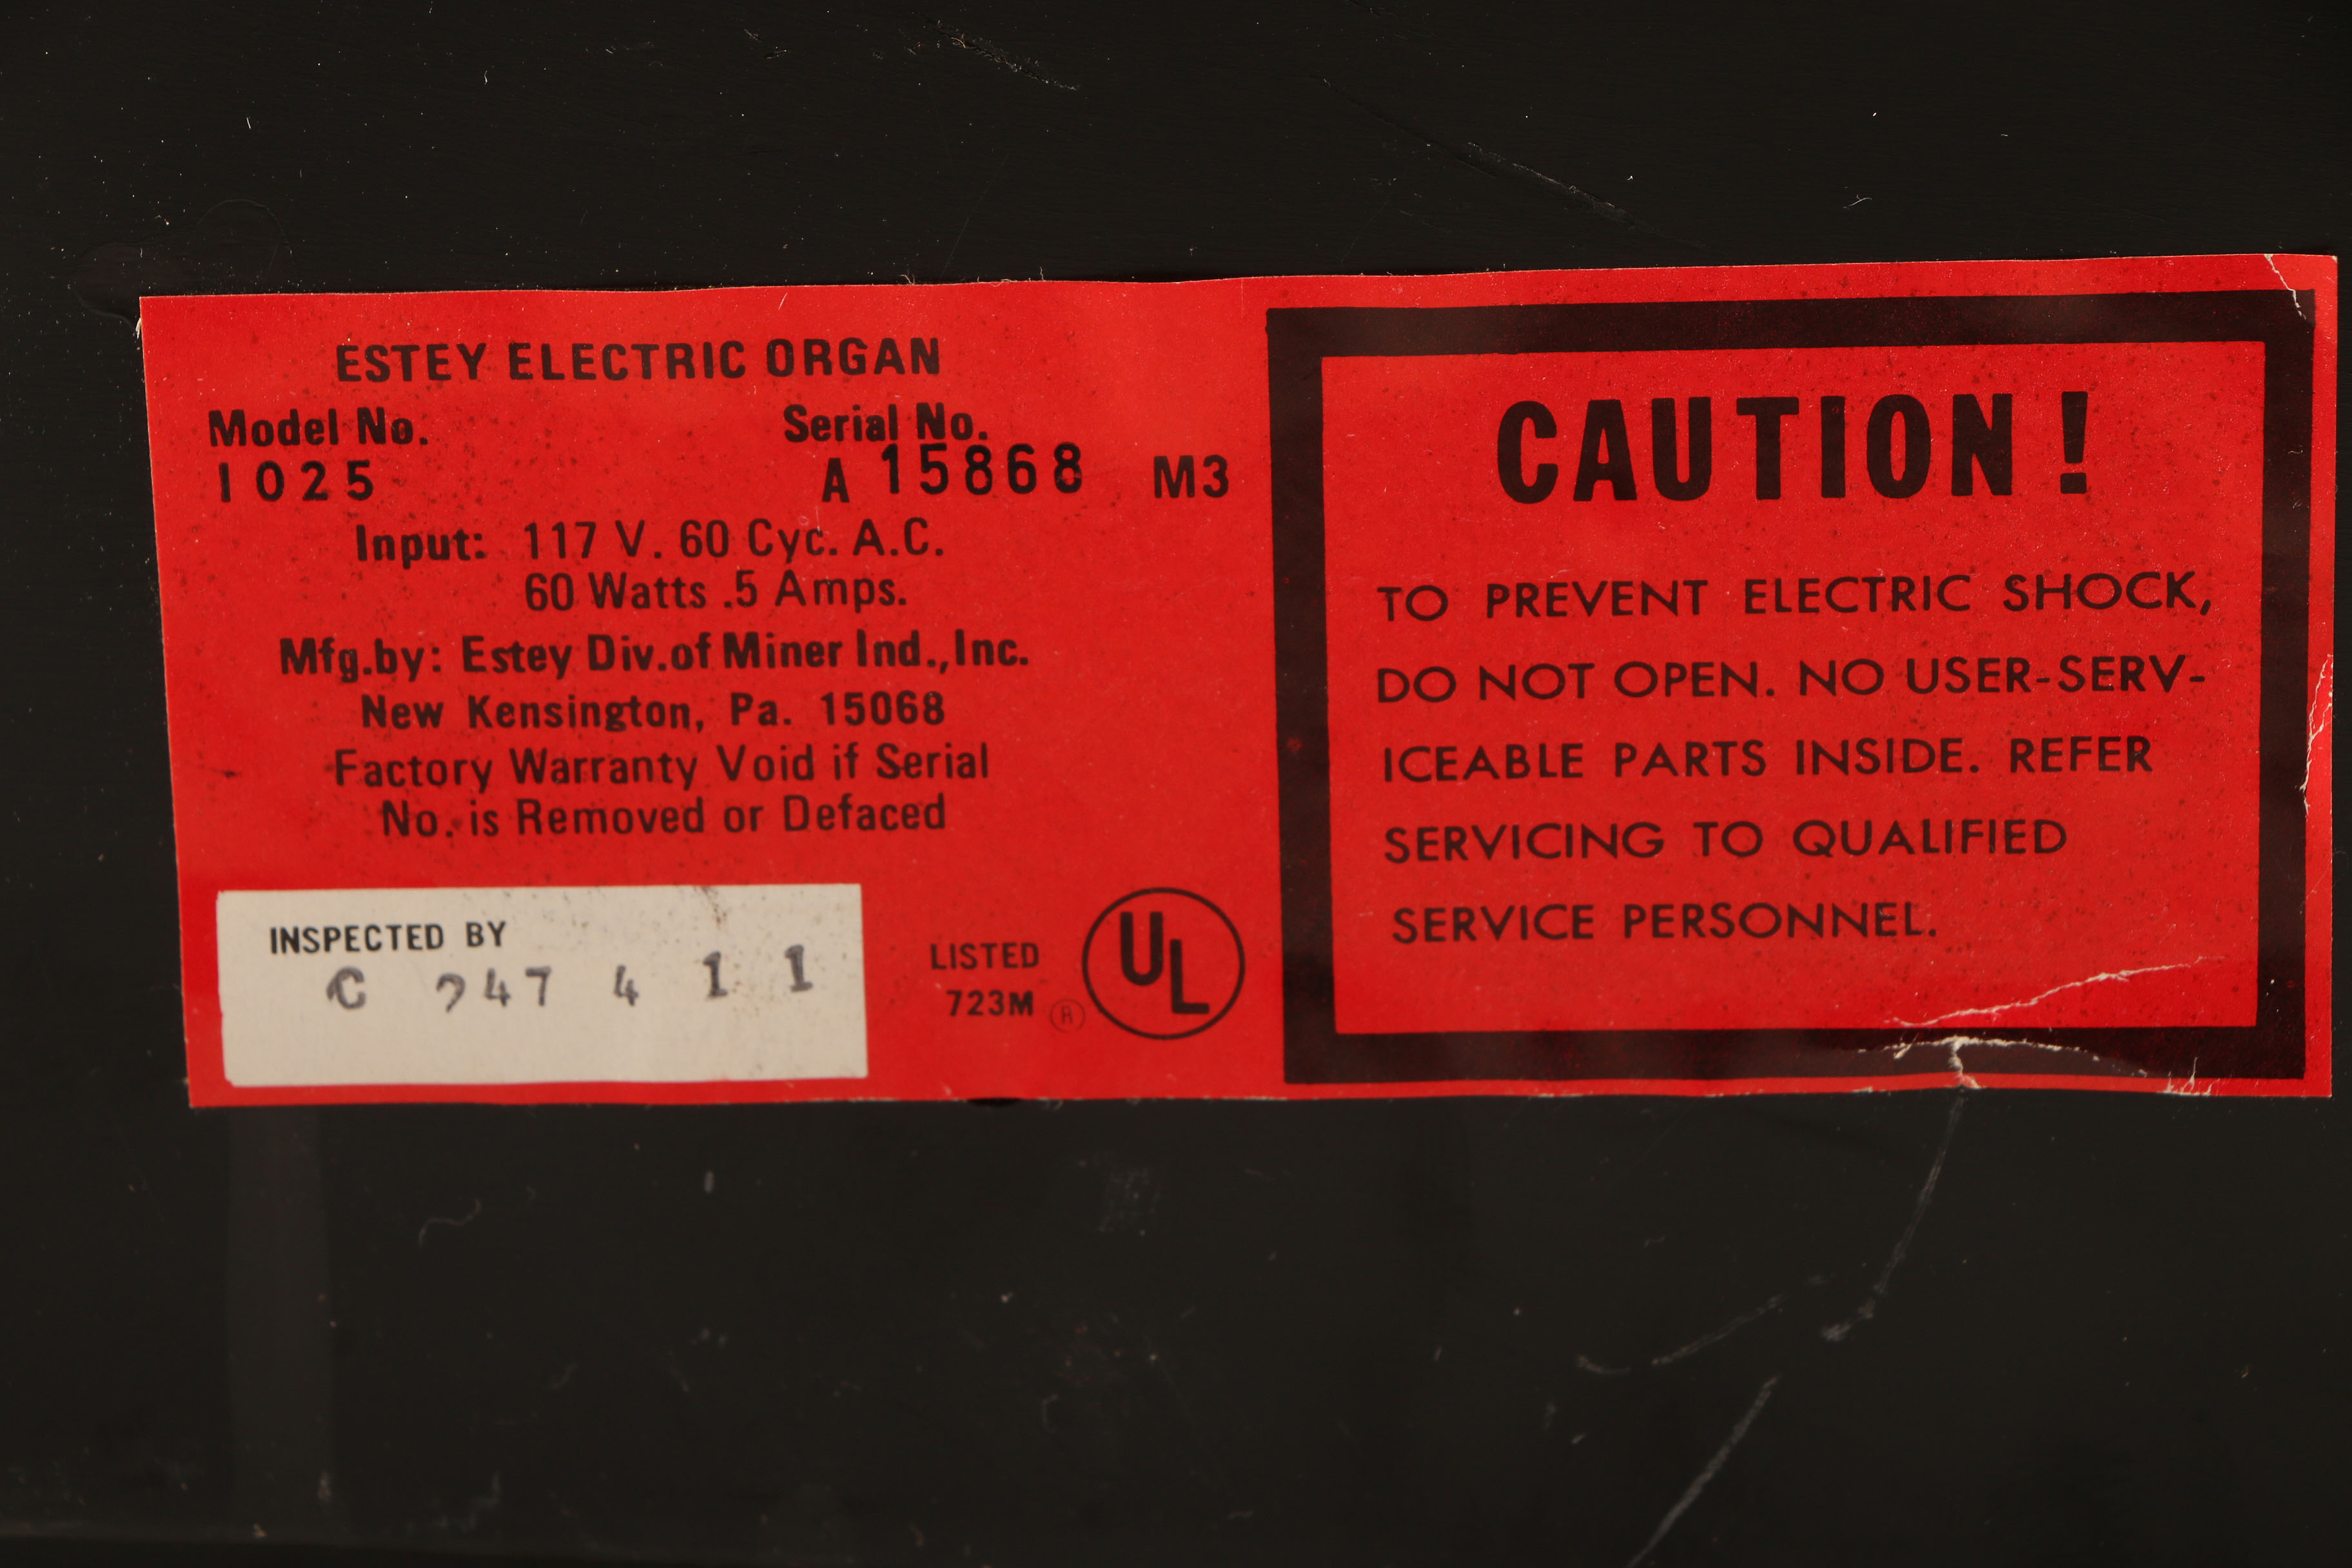 ESTEY ELECTRIC ORGAN
Model No. Serial No.
1025 A 15868 M3
Input: 117 V. 60 Cyc. A.C.
60 Watts .5 Amps.
Mfg.by: Estey Div.of Miner Ind.,Inc.
New Kensington, Pa. 15068
Factory Warranty Void if Serial
No. is Removed or Defaced
INSPECTED BY
C 247 4 1 1
LISTED
723M ® UL
CAUTION!
TO PREVENT ELECTRIC SHOCK,
DO NOT OPEN. NO USER-SERV-
ICEABLE PARTS INSIDE. REFER
SERVICING TO QUALIFIED
SERVICE PERSONNEL.